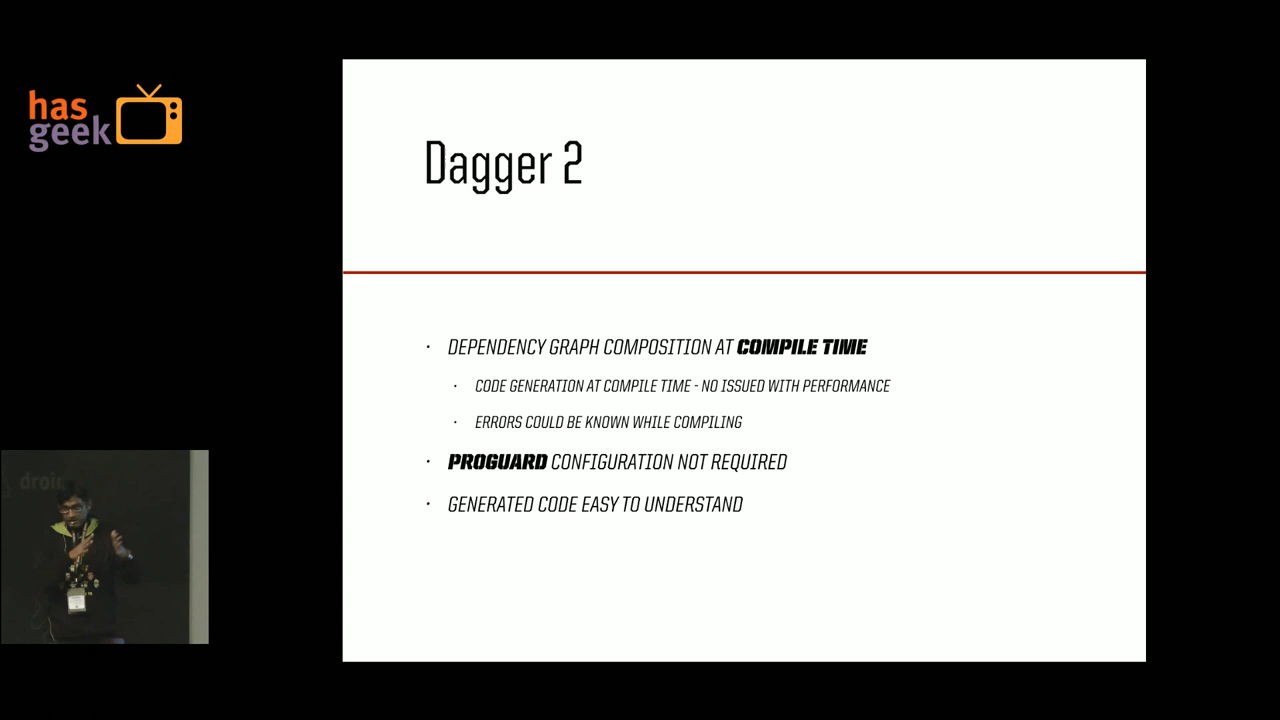 has
geek
Dagger 2
• DEPENDENCY GRAPH COMPOSITION AT COMPILE TIME
• CODE GENERATION AT COMPILE TIME - NO ISSUED WITH PERFORMANCE
• ERRORS COULD BE KNOWN WHILE COMPILING
• PROGUARD CONFIGURATION NOT REQUIRED
• GENERATED CODE EASY TO UNDERSTAND
droid